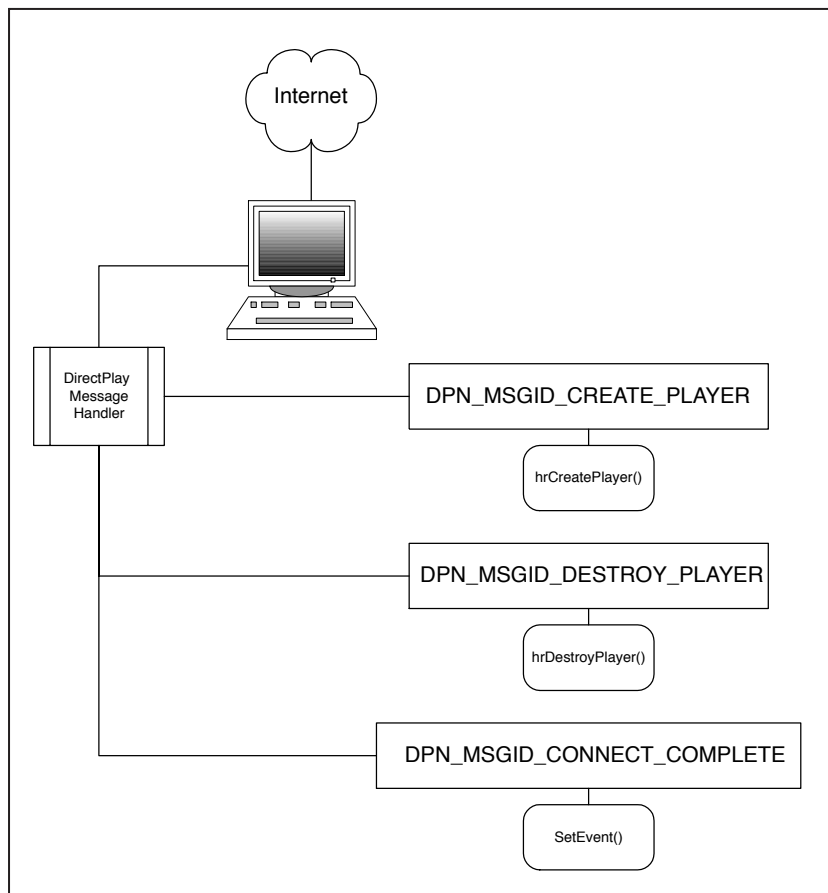 Internet
DirectPlay
Message
Handler
DPN_MSGID_CREATE_PLAYER
hrCreatePlayer()
DPN_MSGID_DESTROY_PLAYER
hrDestroyPlayer()
DPN_MSGID_CONNECT_COMPLETE
SetEvent()